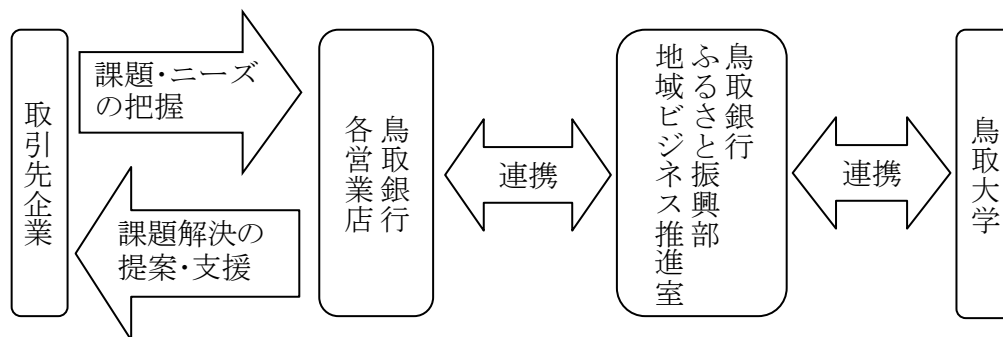 取引先企業
課題・ニーズ
の把握
課題解決の
提案・支援
鳥取銀行
各営業店
連携
鳥取銀行
ふるさと振興部
地域ビジネス推進室
連携
鳥取大学